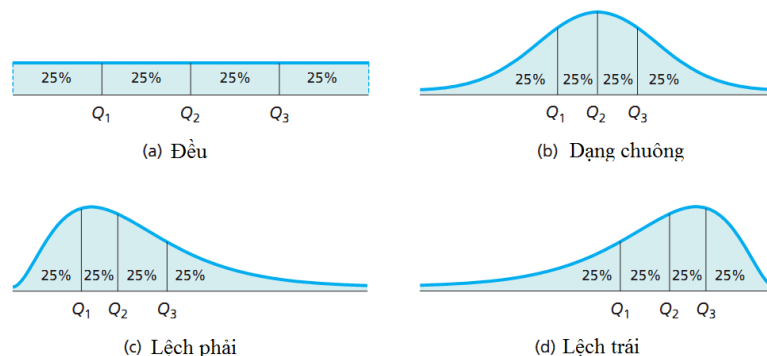 25% 25% 25% 25%
Q1 Q2 Q3
(a) Đều
25% 25% 25% 25%
Q1 Q2 Q3
(b) Dạng chuông
25% 25% 25% 25%
Q1 Q2 Q3
(c) Lệch phải
25% 25% 25% 25%
Q1 Q2 Q3
(d) Lệch trái